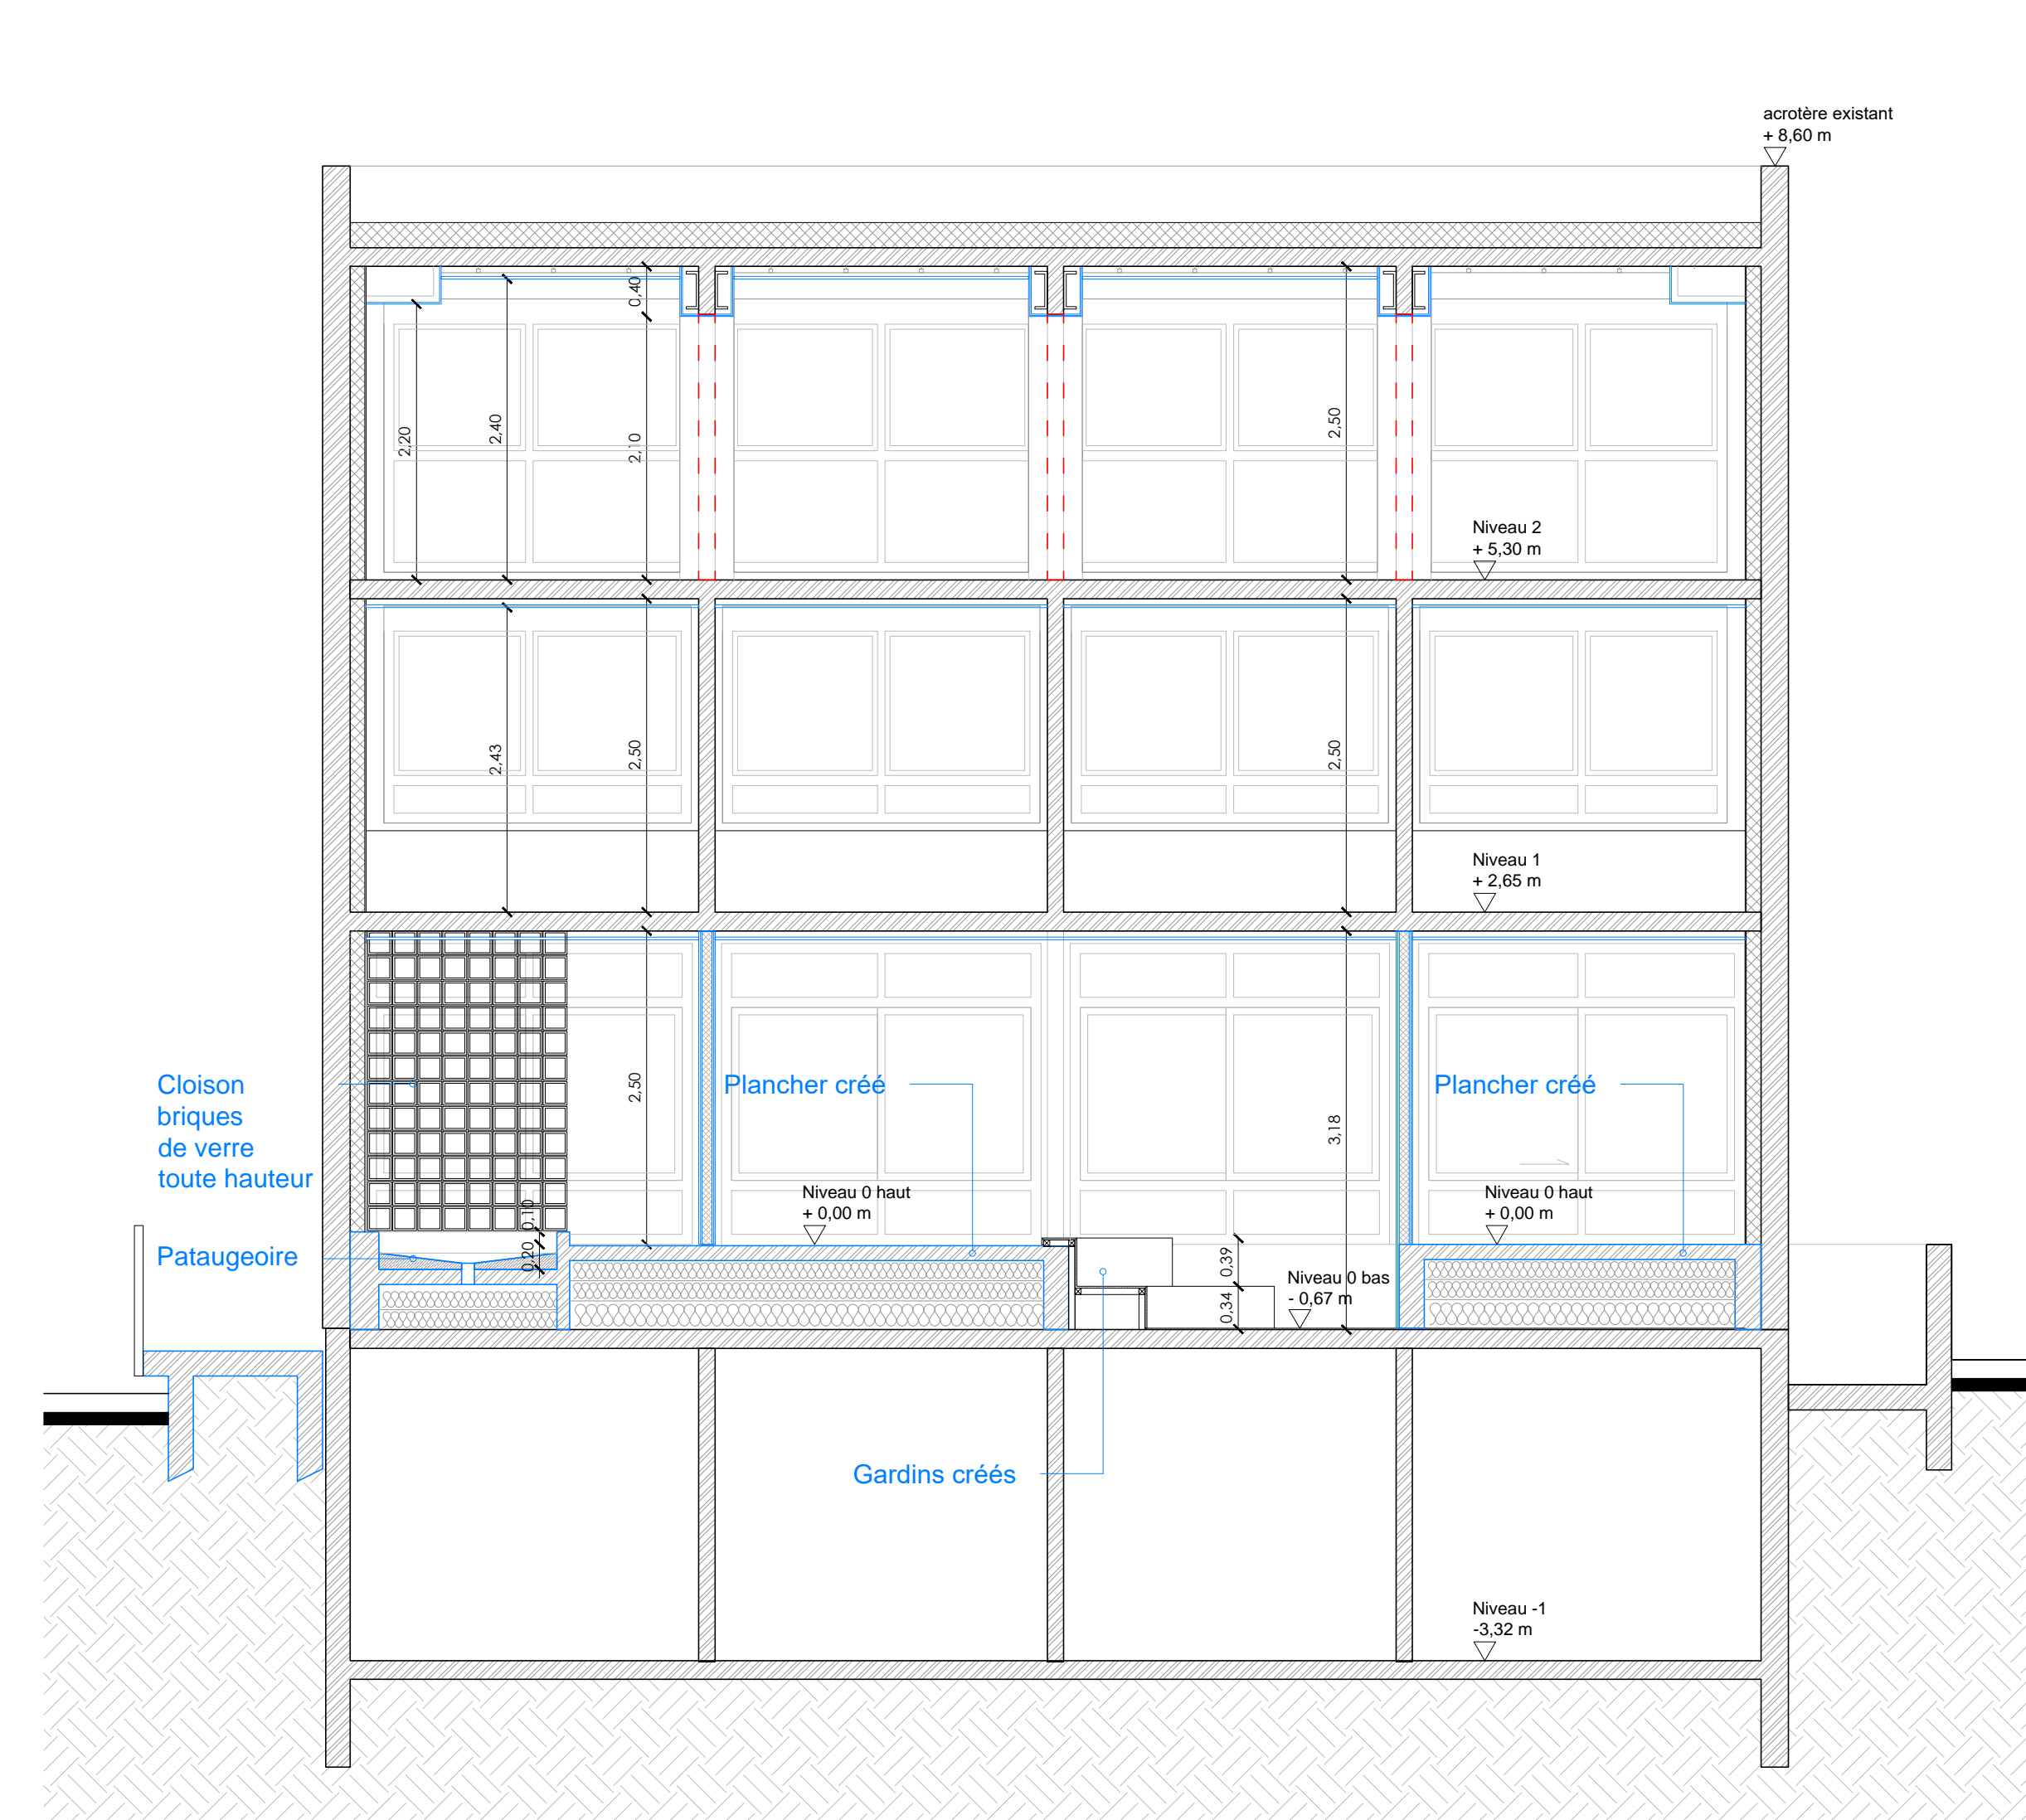 acrotère existant
+ 8,60 m
0,40
2,20
2,40
2,10
2,50
Niveau 2
+ 5,30 m
2,43
2,50
2,50
Niveau 1
+ 2,65 m
Cloison
briques
de verre
toute hauteur
2,50
Plancher créé
3,18
Plancher créé
Niveau 0 haut
+ 0,00 m
Niveau 0 haut
+ 0,00 m
Pataugeoire
0,10
0,20
0,39
0,34
Niveau 0 bas
- 0,67 m
Gardins créés
Niveau -1
-3,32 m